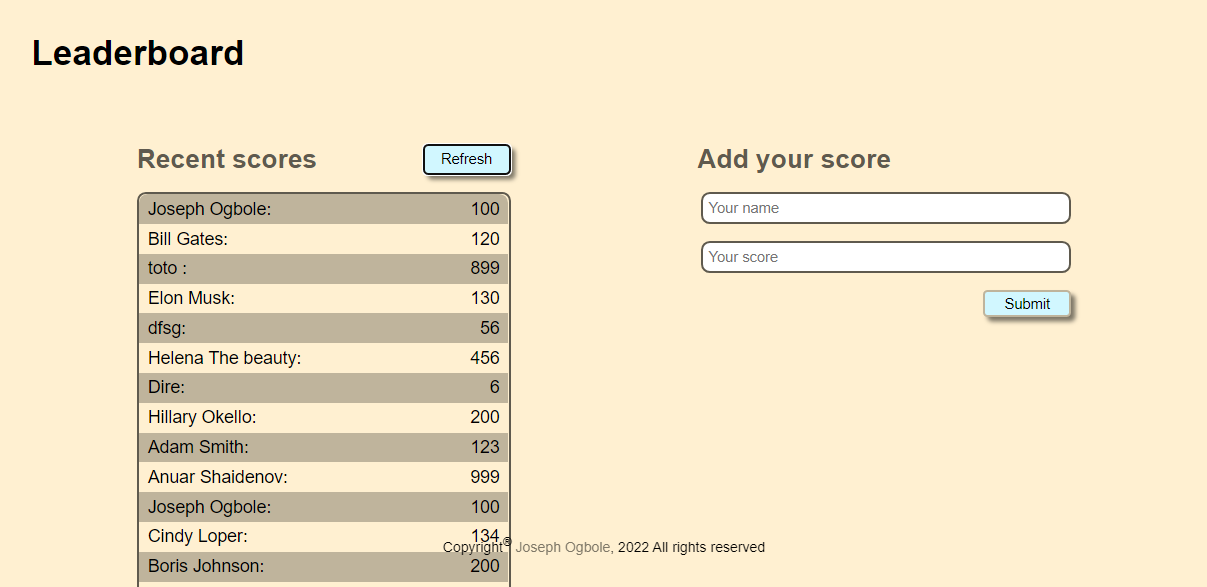 Leaderboard
Recent scores
Refresh
Joseph Ogbole: 100
Bill Gates: 120
toto : 899
Elon Musk: 130
dfsg: 56
Helena The beauty: 456
Dire: 6
Hillary Okello: 200
Adam Smith: 123
Anuar Shaidenov: 999
Joseph Ogbole: 100
Cindy Loper: 134
Boris Johnson: 200
Add your score
Your name
Your score
Submit
Copyright® Joseph Ogbole, 2022 All rights reserved